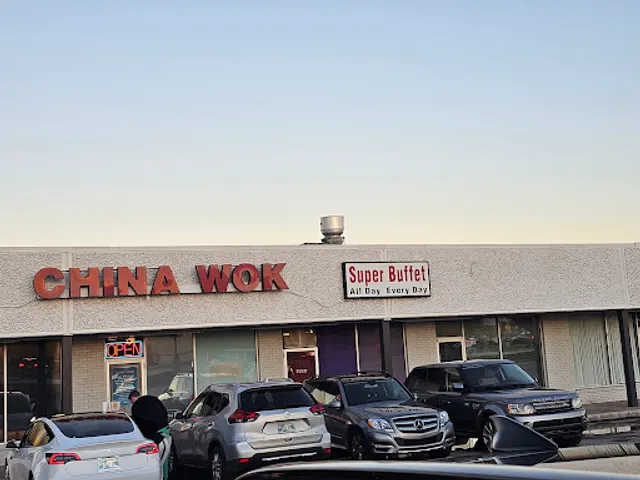 CHINA WOK
Super Buffet
All Day Every Day
OPEN